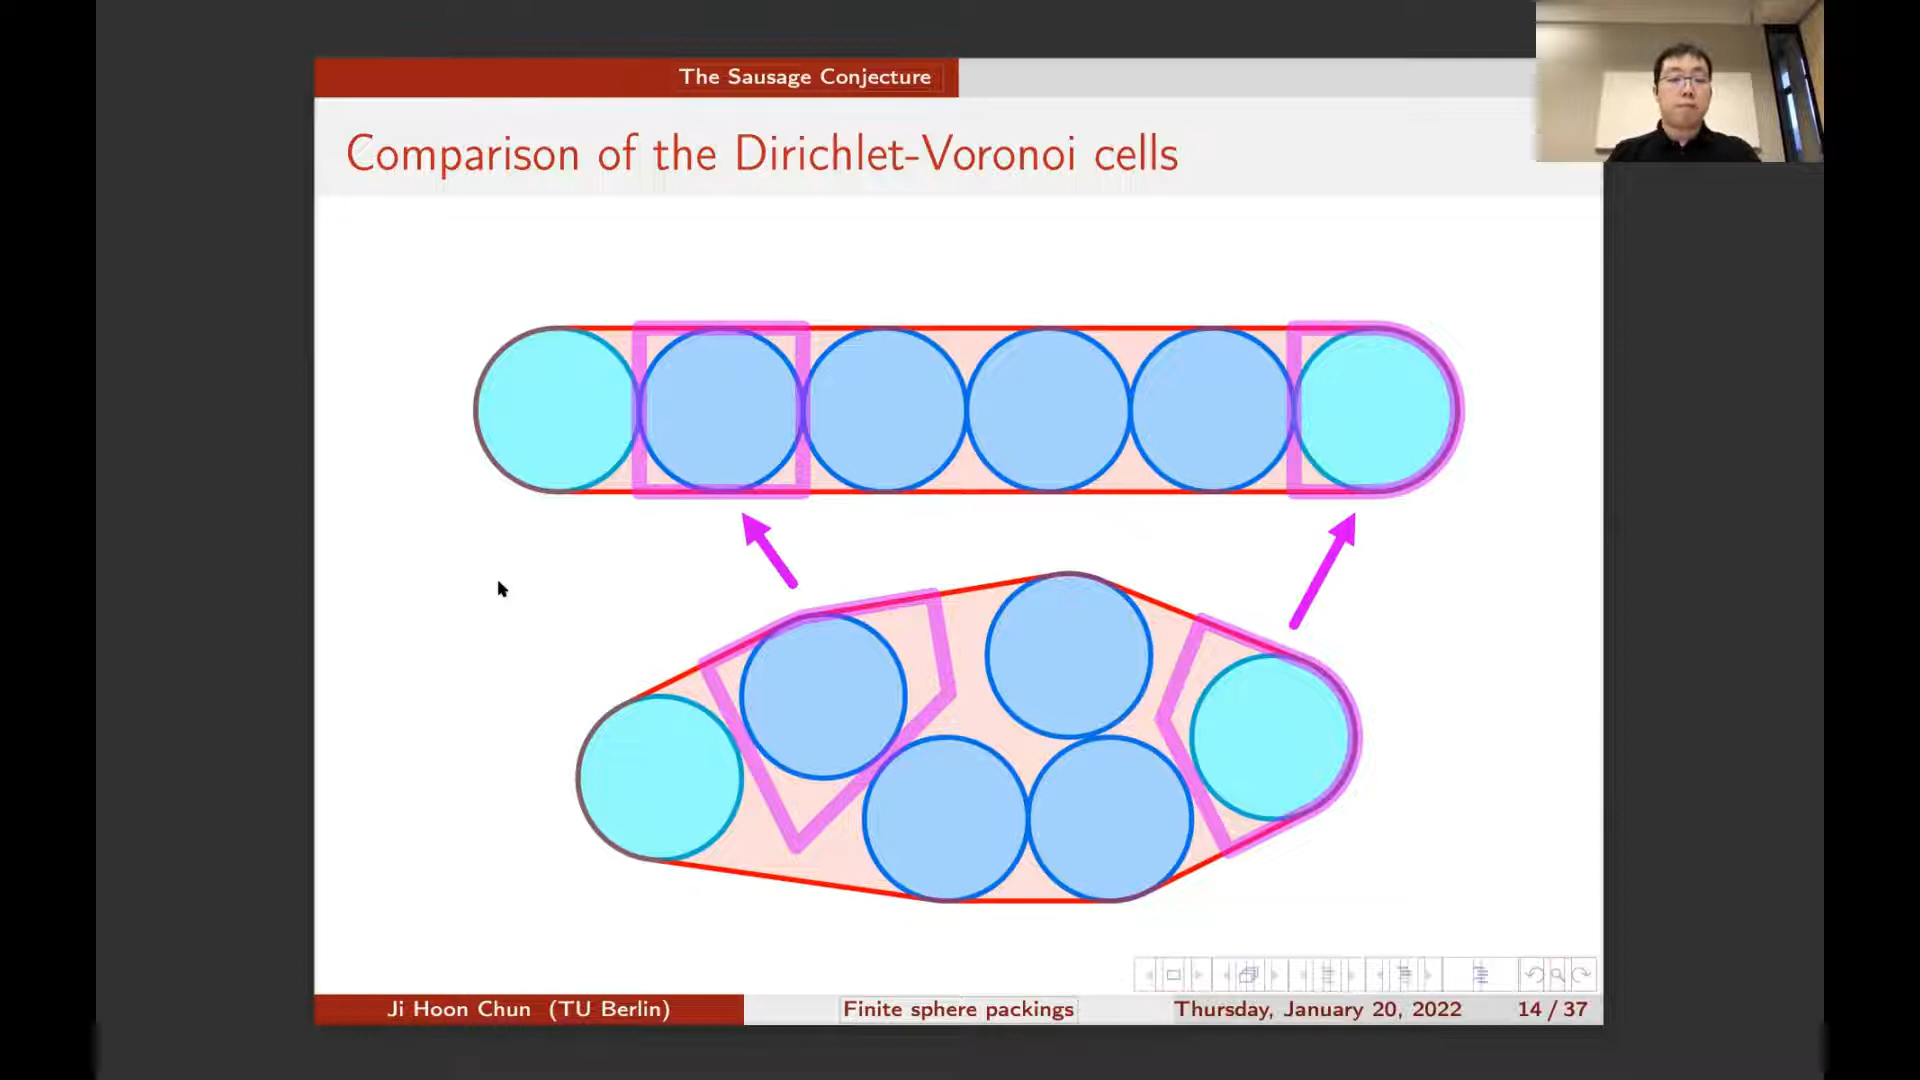 The Sausage Conjecture
Comparison of the Dirichlet-Voronoi cells
Ji Hoon Chun (TU Berlin)
Finite sphere packings
Thursday, January 20, 2022
14 / 37